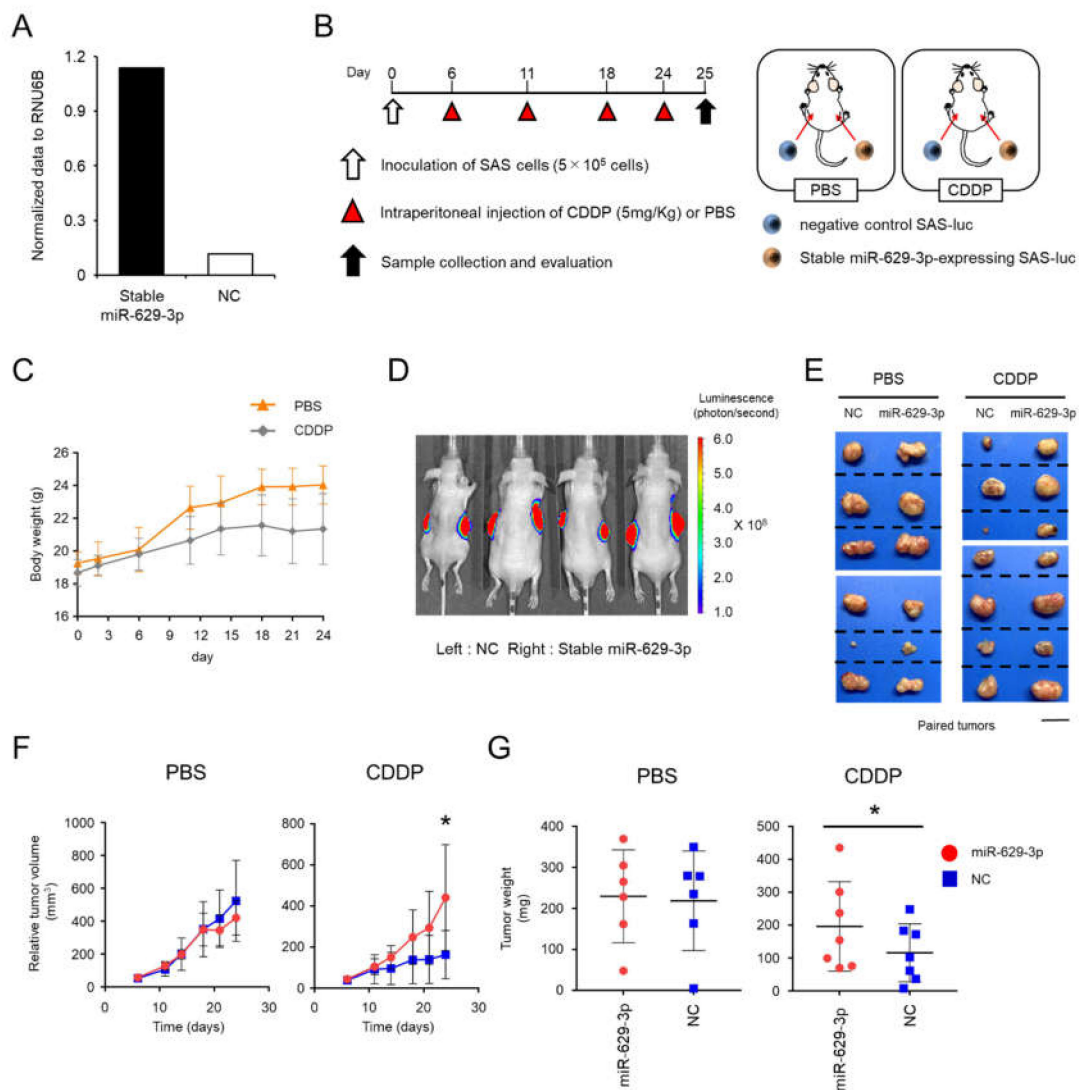 A
Normalized data to RNU6B
1.2
0.9
0.6
0.3
0
Stable
miR-629-3p
NC
B
Day 0 6 11 18 24 25
Inoculation of SAS cells (5×10⁵ cells)
Intraperitoneal injection of CDDP (5mg/Kg) or PBS
Sample collection and evaluation
PBS
CDDP
negative control SAS-luc
Stable miR-629-3p-expressing SAS-luc
C
PBS
CDDP
Body weight (g)
26
24
22
20
18
16
0 3 6 9 12 15 18 21 24
day
D
Luminescence
(photon/second)
6.0
5.0
4.0
X 10⁸
3.0
2.0
1.0
Left : NC Right : Stable miR-629-3p
E
PBS CDDP
NC miR-629-3p NC miR-629-3p
Paired tumors
F
PBS
Relative tumor volume
(mm³)
1000
800
600
400
200
0
0 10 20 30
Time (days)
CDDP
*
800
600
400
200
0
0 10 20 30
Time (days)
G
PBS
Tumor weight
(mg)
400
300
200
100
0
miR-629-3p
NC
CDDP
*
500
400
300
200
100
0
miR-629-3p
NC
miR-629-3p
NC